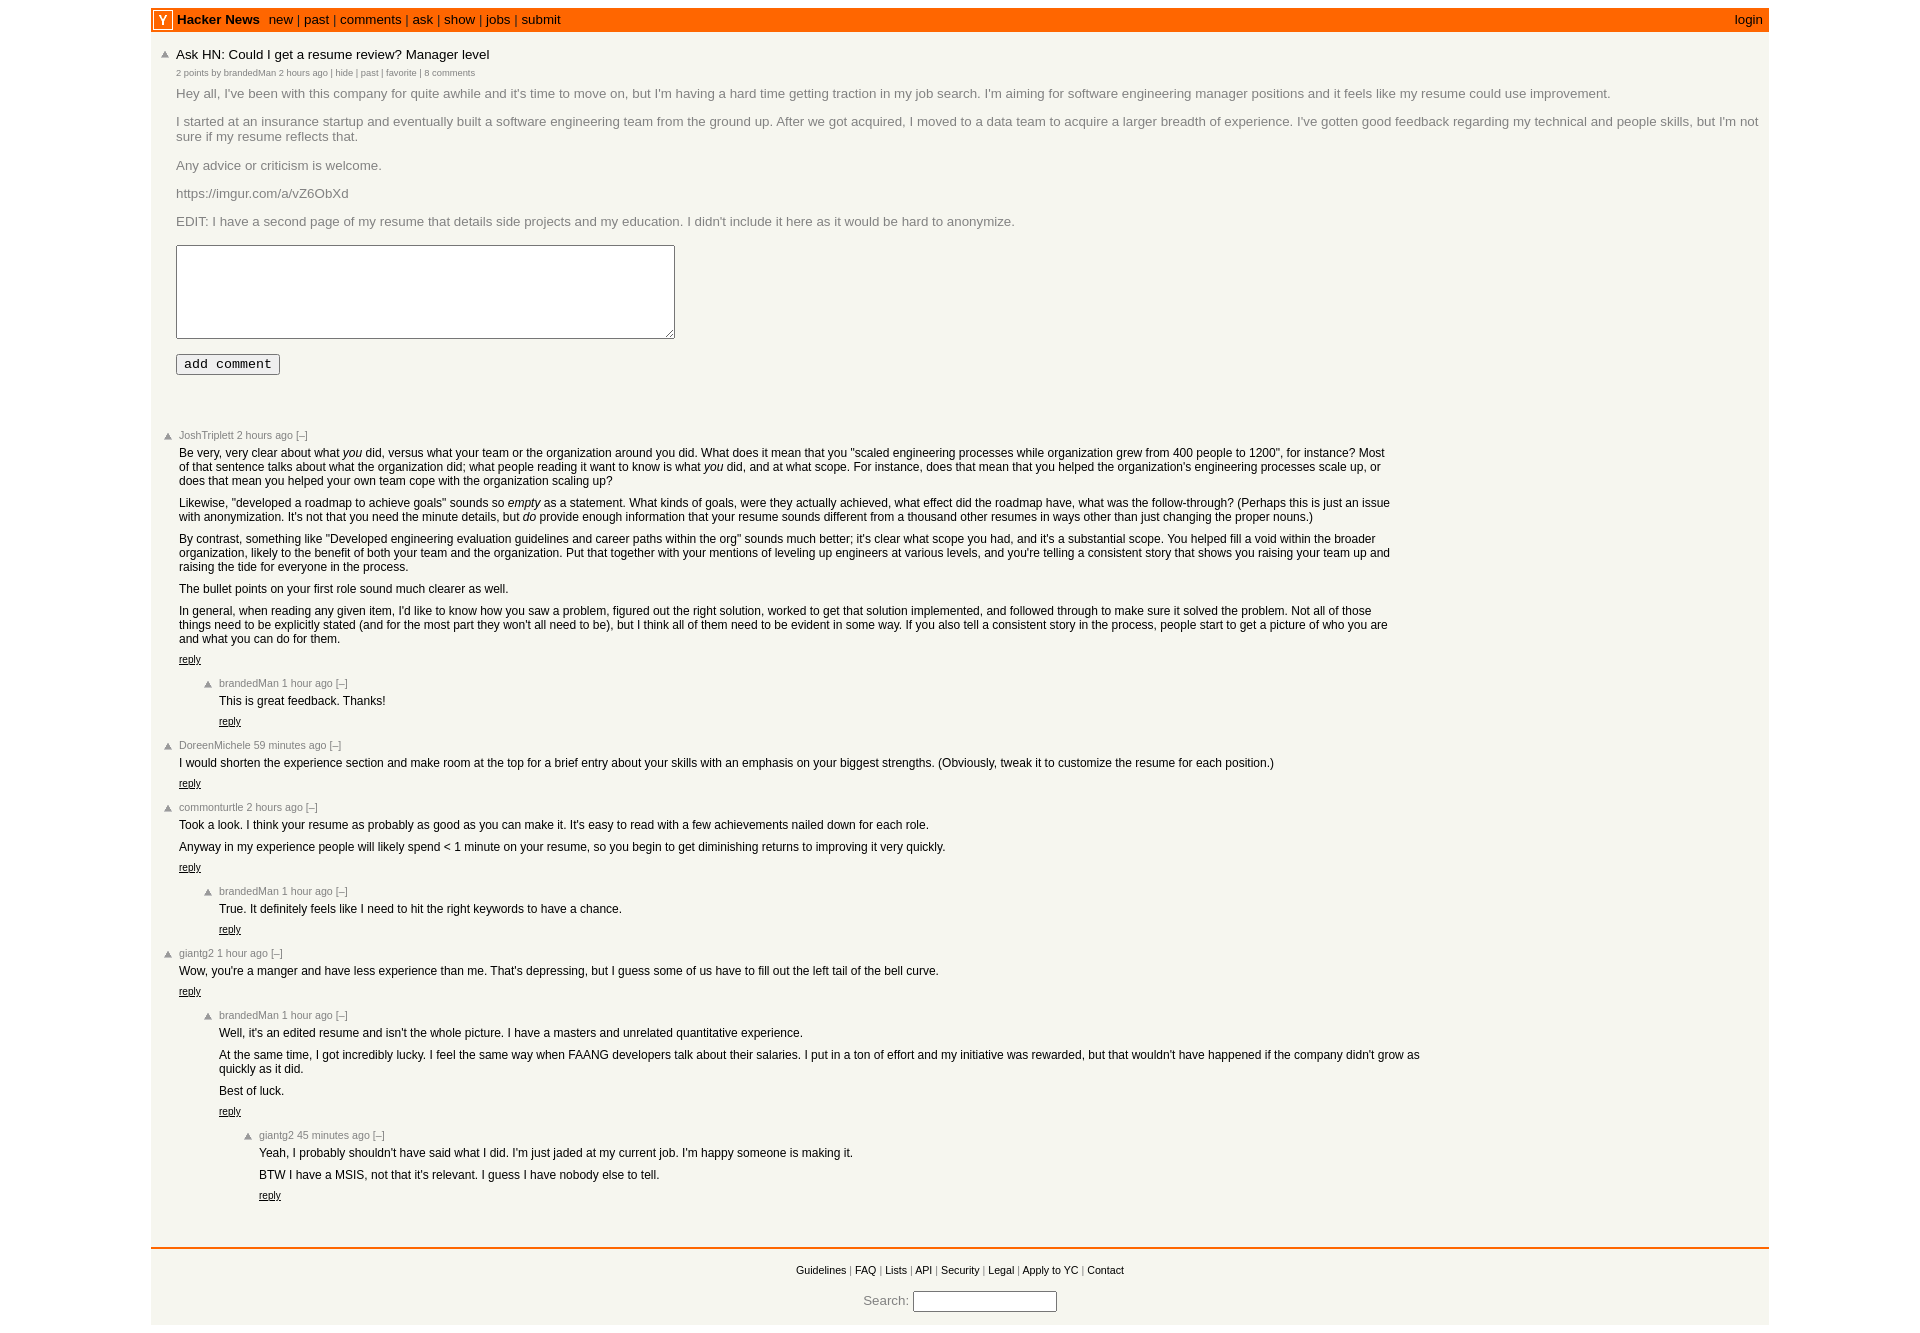 Y Hacker News new | past | comments | ask | show | jobs | submit login
Ask HN: Could I get a resume review? Manager level
2 points by brandedMan 2 hours ago | hide | past | favorite | 8 comments
Hey all, I've been with this company for quite awhile and it's time to move on, but I'm having a hard time getting traction in my job search. I'm aiming for software engineering manager positions and it feels like my resume could use improvement.
I started at an insurance startup and eventually built a software engineering team from the ground up. After we got acquired, I moved to a data team to acquire a larger breadth of experience. I've gotten good feedback regarding my technical and people skills, but I'm not
sure if my resume reflects that.
Any advice or criticism is welcome.
https://imgur.com/a/vZ6ObXd
EDIT: I have a second page of my resume that details side projects and my education. I didn't include it here as it would be hard to anonymize.
add comment
JoshTriplett 2 hours ago [–]
Be very, very clear about what you did, versus what your team or the organization around you did. What does it mean that you "scaled engineering processes while organization grew from 400 people to 1200", for instance? Most
of that sentence talks about what the organization did; what people reading it want to know is what you did, and at what scope. For instance, does that mean that you helped the organization's engineering processes scale up, or
does that mean you helped your own team cope with the organization scaling up?
Likewise, "developed a roadmap to achieve goals" sounds so empty as a statement. What kinds of goals, were they actually achieved, what effect did the roadmap have, what was the follow-through? (Perhaps this is just an issue
with anonymization. It's not that you need the minute details, but do provide enough information that your resume sounds different from a thousand other resumes in ways other than just changing the proper nouns.)
By contrast, something like "Developed engineering evaluation guidelines and career paths within the org" sounds much better; it's clear what scope you had, and it's a substantial scope. You helped fill a void within the broader
organization, likely to the benefit of both your team and the organization. Put that together with your mentions of leveling up engineers at various levels, and you're telling a consistent story that shows you raising your team up and
raising the tide for everyone in the process.
The bullet points on your first role sound much clearer as well.
In general, when reading any given item, I'd like to know how you saw a problem, figured out the right solution, worked to get that solution implemented, and followed through to make sure it solved the problem. Not all of those
things need to be explicitly stated (and for the most part they won't all need to be), but I think all of them need to be evident in some way. If you also tell a consistent story in the process, people start to get a picture of who you are
and what you can do for them.
reply
brandedMan 1 hour ago [–]
This is great feedback. Thanks!
reply
DoreenMichele 59 minutes ago [–]
I would shorten the experience section and make room at the top for a brief entry about your skills with an emphasis on your biggest strengths. (Obviously, tweak it to customize the resume for each position.)
reply
commonturtle 2 hours ago [–]
Took a look. I think your resume as probably as good as you can make it. It's easy to read with a few achievements nailed down for each role.
Anyway in my experience people will likely spend < 1 minute on your resume, so you begin to get diminishing returns to improving it very quickly.
reply
brandedMan 1 hour ago [–]
True. It definitely feels like I need to hit the right keywords to have a chance.
reply
giantg2 1 hour ago [–]
Wow, you're a manger and have less experience than me. That's depressing, but I guess some of us have to fill out the left tail of the bell curve.
reply
brandedMan 1 hour ago [–]
Well, it's an edited resume and isn't the whole picture. I have a masters and unrelated quantitative experience.
At the same time, I got incredibly lucky. I feel the same way when FAANG developers talk about their salaries. I put in a ton of effort and my initiative was rewarded, but that wouldn't have happened if the company didn't grow as
quickly as it did.
Best of luck.
reply
giantg2 45 minutes ago [–]
Yeah, I probably shouldn't have said what I did. I'm just jaded at my current job. I'm happy someone is making it.
BTW I have a MSIS, not that it's relevant. I guess I have nobody else to tell.
reply
Guidelines | FAQ | Lists | API | Security | Legal | Apply to YC | Contact
Search: